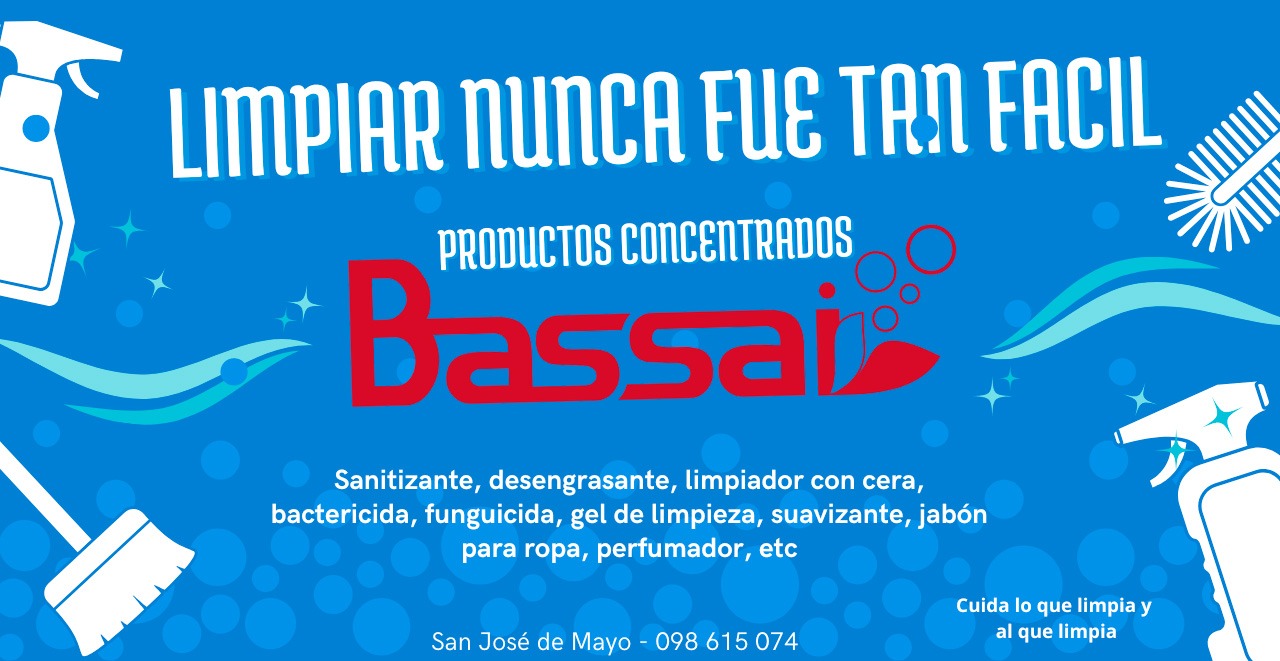 LIMPIAR NUNCA FUE TAN FACIL
PRODUCTOS CONCENTRADOS
Bassai
Sanitizante, desengrasante, limpiador con cera,
bactericida, funguicida, gel de limpieza, suavizante, jabón
para ropa, perfumador, etc
Cuida lo que limpia y
al que limpia
San José de Mayo - 098 615 074